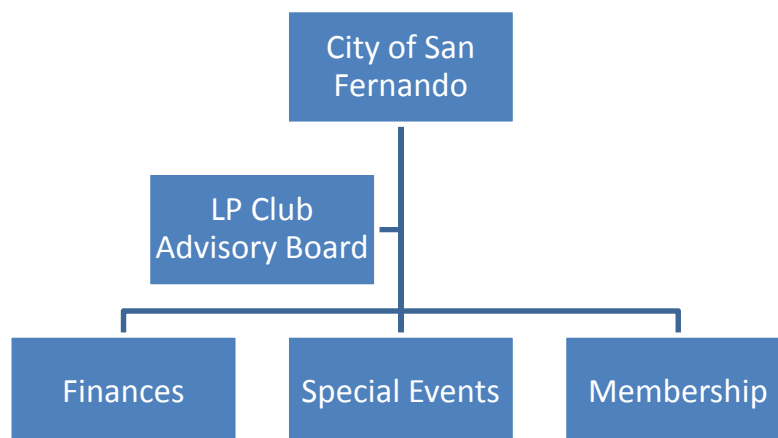 City of San
Fernando
LP Club
Advisory Board
Finances
Special Events
Membership